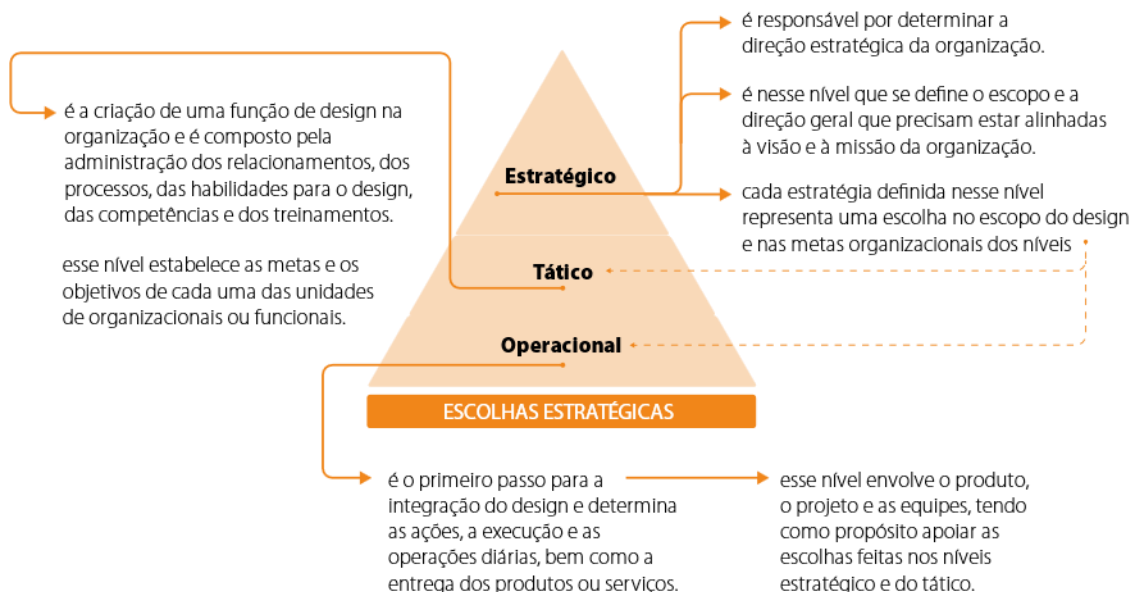 é responsável por determinar a
direção estratégica da organização.
é nesse nível que se define o escopo e a
direção geral que precisam estar alinhadas
à visão e à missão da organização.
cada estratégia definida nesse nível
representa uma escolha no escopo do design
e nas metas organizacionais dos níveis
é a criação de uma função de design na
organização e é composto pela
administração dos relacionamentos, dos
processos, das habilidades para o design,
das competências e dos treinamentos.
esse nível estabelece as metas e os
objetivos de cada uma das unidades
de organizacionais ou funcionais.
Estratégico
Tático
Operacional
ESCOLHAS ESTRATÉGICAS
é o primeiro passo para a
integração do design e determina
as ações, a execução e as
operações diárias, bem como a
entrega dos produtos ou serviços.
esse nível envolve o produto,
o projeto e as equipes, tendo
como propósito apoiar as
escolhas feitas nos níveis
estratégico e do tático.